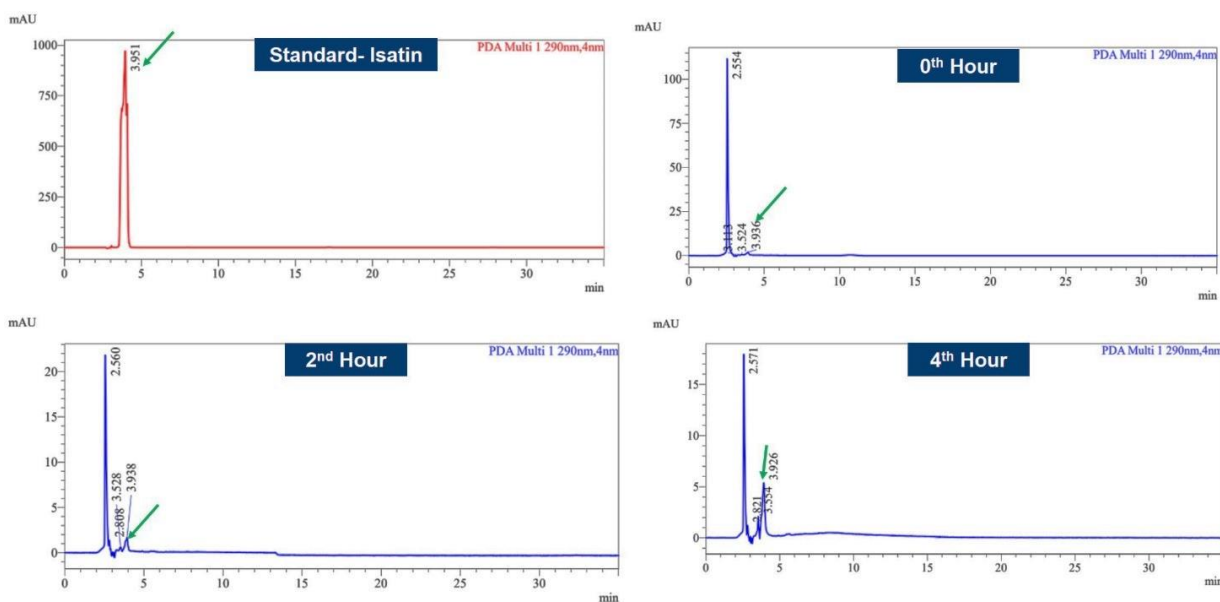 mAU
PDA Multi 1 290nm,4nm
Standard- Isatin
3.951
1000
750
500
250
0
0 5 10 15 20 25 30
min
mAU
PDA Multi 1 290nm,4nm
0th Hour
2.554
3.113
3.524
3.936
100
75
50
25
0
0 5 10 15 20 25 30
min
mAU
PDA Multi 1 290nm,4nm
2nd Hour
2.560
2.808
3.528
3.938
20
15
10
5
0
0 5 10 15 20 25 30
min
mAU
PDA Multi 1 290nm,4nm
4th Hour
2.571
2.821
3.554
3.926
15
10
5
0
0 5 10 15 20 25 30
min